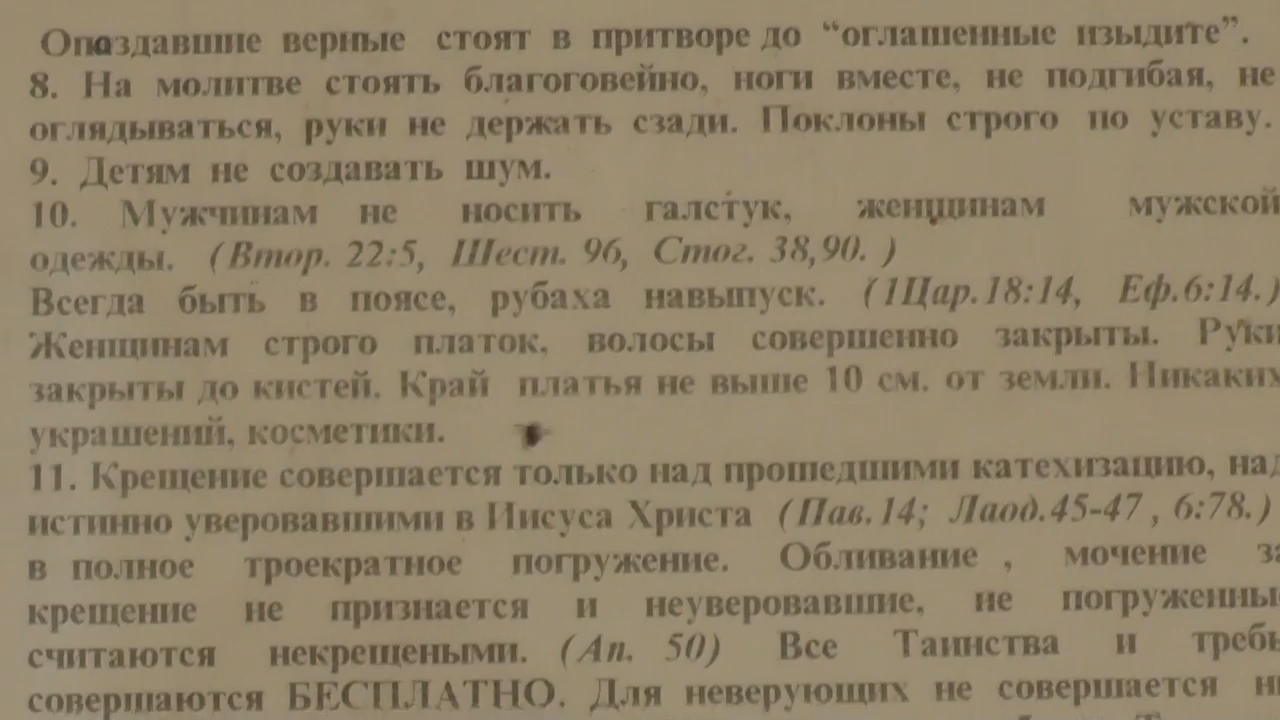 Опоздавшие верные стоят в притворе до “оглашенные изыдите”.
8. На молитве стоять благоговейно, ноги вместе, не подгибая, не
оглядываться, руки не держать сзади. Поклоны строго по уставу.
9. Детям не создавать шум.
10. Мужчинам не носить галстук, женщинам мужской
одежды. (Втор. 22:5, Шест. 96, Стог. 38,90. )
Всегда быть в поясе, рубаха навыпуск. (1Цар.18:14, Еф.6:14.)
Женщинам строго платок, волосы совершенно закрыты. Руки
закрыты до кистей. Край платья не выше 10 см. от земли. Никаких
украшений, косметики.
11. Крещение совершается только над прошедшими катехизацию, над
истинно уверовавшими в Иисуса Христа (Пав.14; Лаод.45-47 , 6:78.)
в полное троекратное погружение. Обливание , мочение за
крещение не признается и неуверовавшие, не погруженны
считаются некрещеными. (Ап. 50) Все Таинства и требы
совершаются БЕСПЛАТНО. Для неверующих не совершается ни